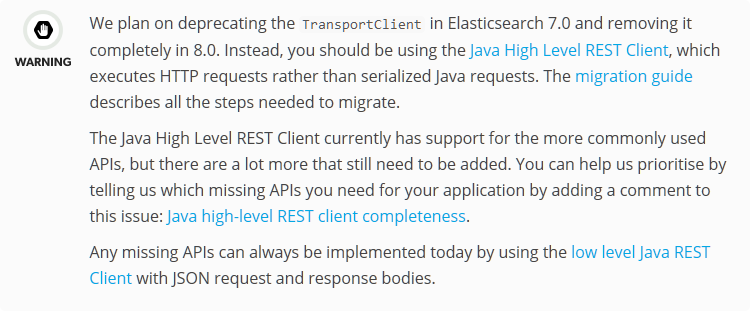 We plan on deprecating the TransportClient in Elasticsearch 7.0 and removing it
WARNING
completely in 8.0. Instead, you should be using the Java High Level REST Client, which
executes HTTP requests rather than serialized Java requests. The migration guide
describes all the steps needed to migrate.
The Java High Level REST Client currently has support for the more commonly used
APIs, but there are a lot more that still need to be added. You can help us prioritise by
telling us which missing APIs you need for your application by adding a comment to
this issue: Java high-level REST client completeness.
Any missing APIs can always be implemented today by using the low level Java REST
Client with JSON request and response bodies.